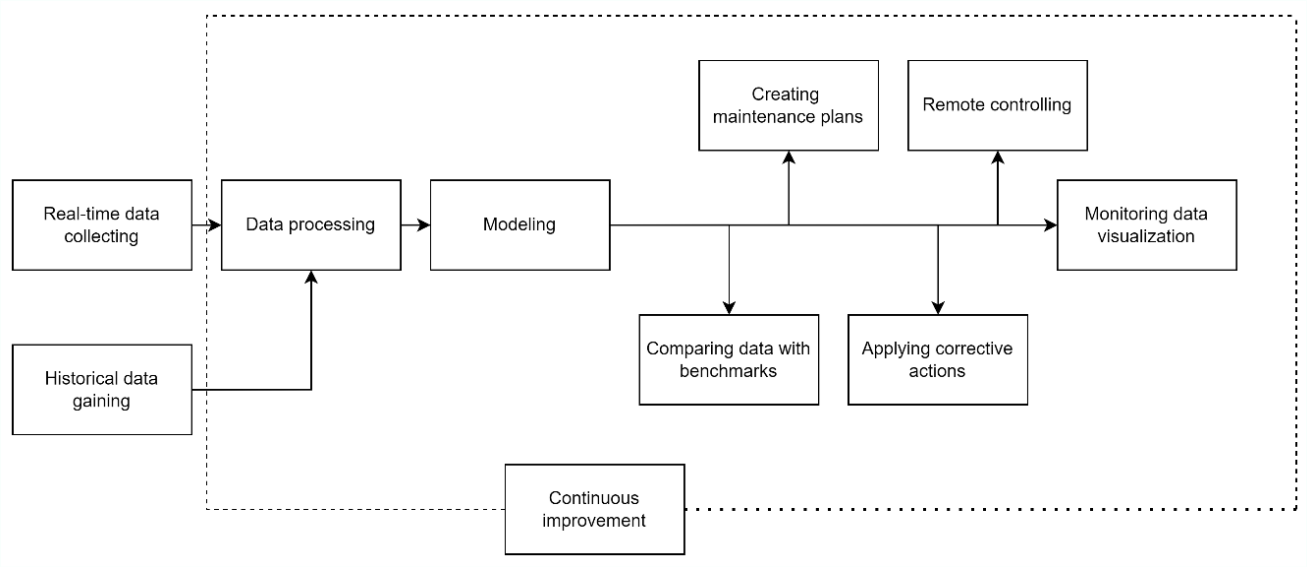 Creating
maintenance plans
Remote controlling
Real-time data
collecting
Data processing
Modeling
Monitoring data
visualization
Historical data
gaining
Comparing data with
benchmarks
Applying corrective
actions
Continuous
improvement